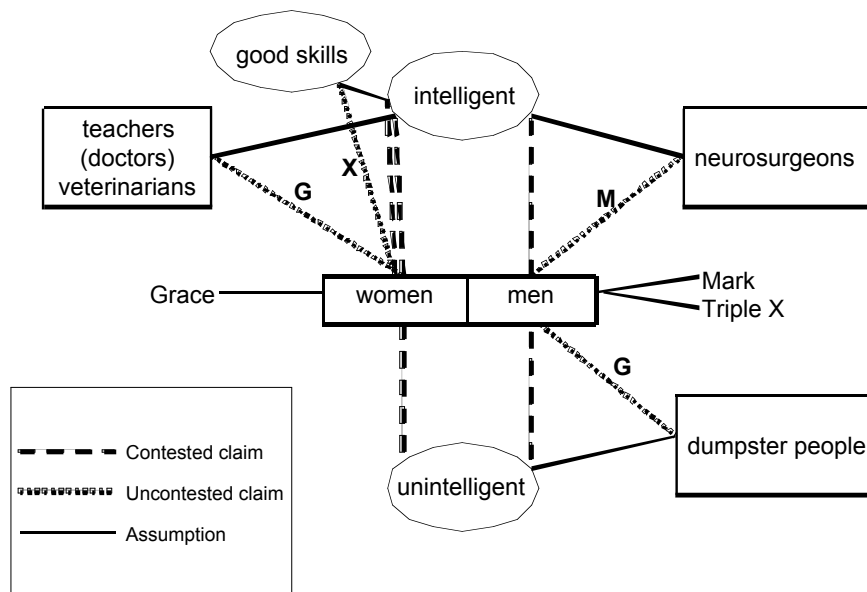 good skills
intelligent
teachers
(doctors)
veterinarians
neurosurgeons
X
G
M
Grace
women
men
Mark
Triple X
G
dumpster people
unintelligent
Contested claim
Uncontested claim
Assumption